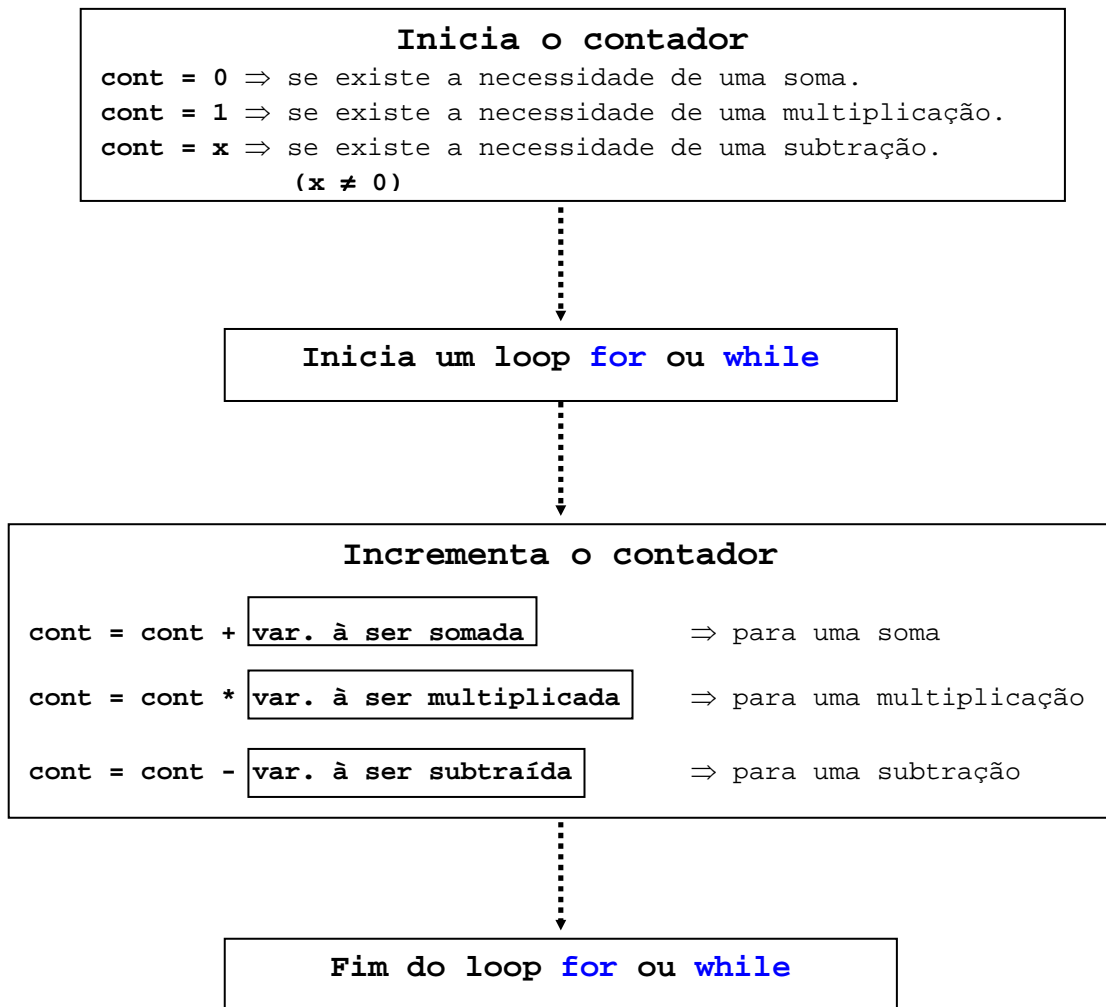 Inicia o contador
cont = 0 ⇒ se existe a necessidade de uma soma.
cont = 1 ⇒ se existe a necessidade de uma multiplicação.
cont = x ⇒ se existe a necessidade de uma subtração.
(x ≠ 0)
Inicia um loop for ou while
Incrementa o contador
cont = cont + var. à ser somada ⇒ para uma soma
cont = cont * var. à ser multiplicada ⇒ para uma multiplicação
cont = cont - var. à ser subtraída ⇒ para uma subtração
Fim do loop for ou while